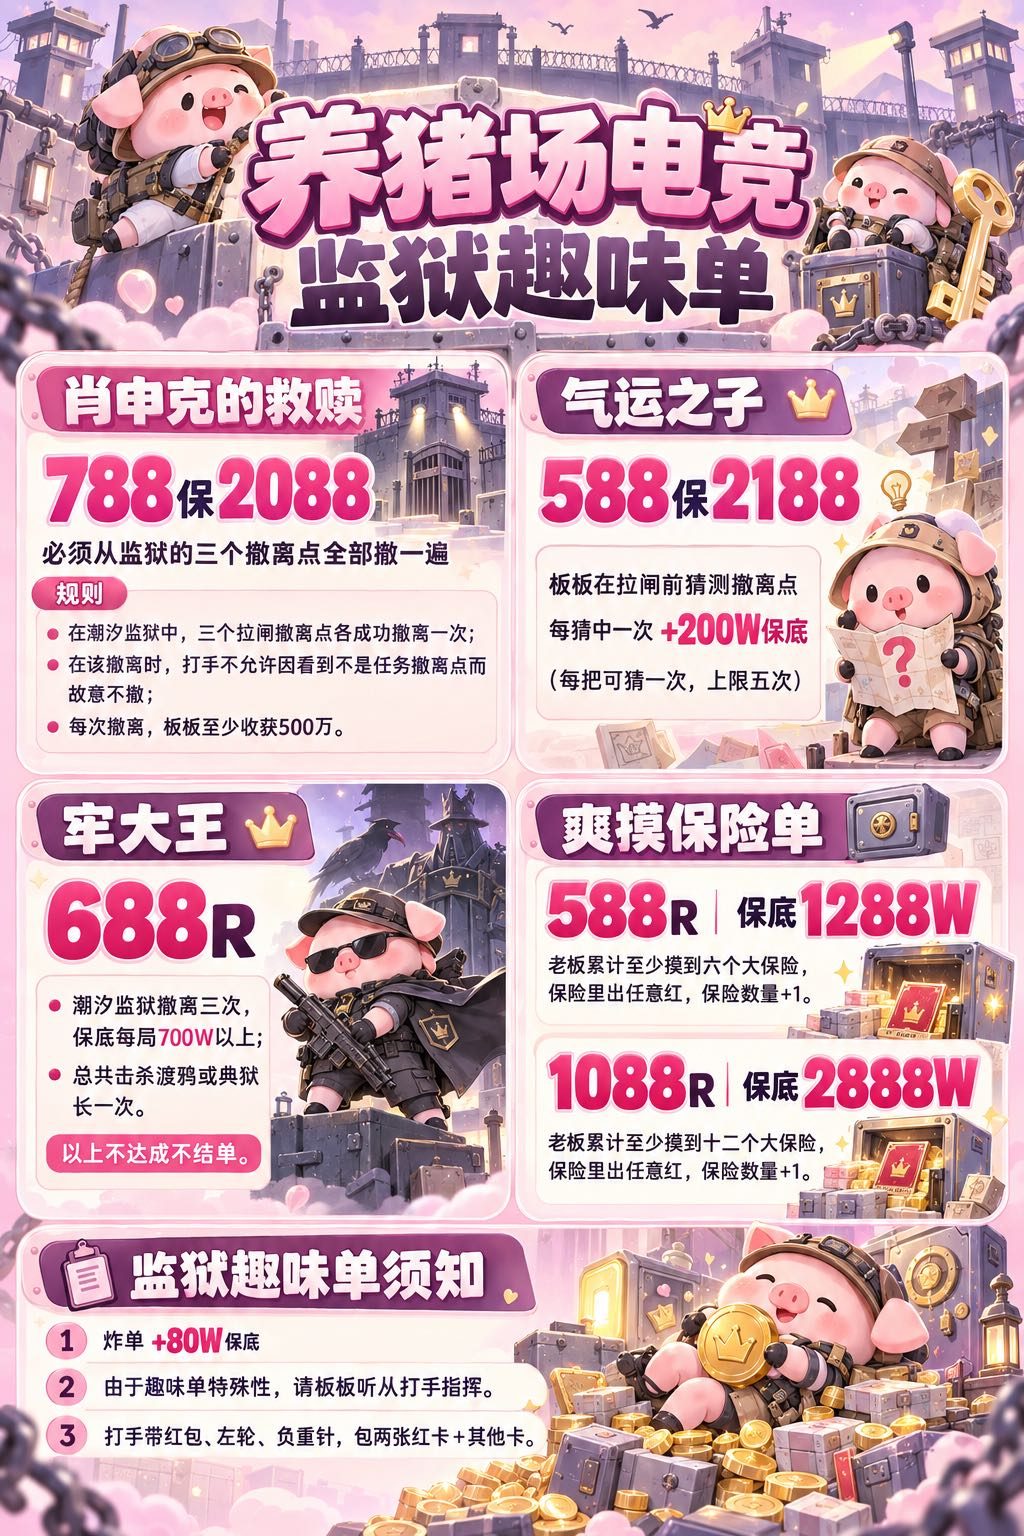 养猪场电竞
监狱趣味单
肖申克的救赎
788保2088
必须从监狱的三个撤离点全部撤一遍
规则
在潮汐监狱中，三个拉闸撤离点各成功撤离一次；
在该撤离时，打手不允许因看到不是任务撤离点而
故意不撤；
每次撤离，板板至少收获500万。
气运之子
588保2188
板板在拉闸前猜测撤离点
每猜中一次 +200W保底
（每把可猜一次，上限五次）
?
牢大王
688R
潮汐监狱撤离三次，
保底每局700W以上；
总共击杀渡鸦或典狱
长一次。
以上不达成不结单。
爽摸保险单
588R｜保底1288W
老板累计至少摸到六个大保险，
保险里出任意红，保险数量+1。
1088R｜保底2888W
老板累计至少摸到十二个大保险，
保险里出任意红，保险数量+1。
监狱趣味单须知
1 炸单 +80W保底
2 由于趣味单特殊性，请板板听从打手指挥。
3 打手带红包、左轮、负重针，包两张红卡+其他卡。